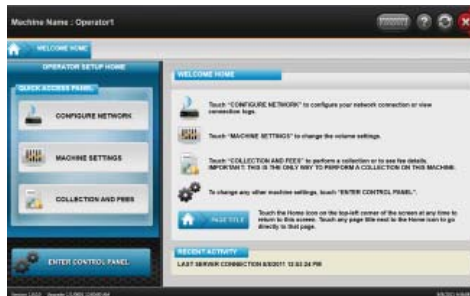 Machine Name : Operator1
WELCOME HOME
OPERATOR SETUP HOME
QUICK ACCESS PANEL
CONFIGURE NETWORK
MACHINE SETTINGS
COLLECTION AND FEES
ENTER CONTROL PANEL
WELCOME HOME
Touch "CONFIGURE NETWORK" to configure your network connection or view
connection logs.
Touch "MACHINE SETTINGS" to change the volume settings.
Touch "COLLECTION AND FEES" to perform a collection or to see fee details.
IMPORTANT: THIS IS THE ONLY WAY TO PERFORM A COLLECTION ON THIS MACHINE.
To change any other machine settings, touch "ENTER CONTROL PANEL".
PAGE TITLE
Touch the Home icon on the top-left corner of the screen at any time to
return to this screen. Touch any page title next to the Home icon to go
directly to that page.
RECENT ACTIVITY
LAST SERVER CONNECTION